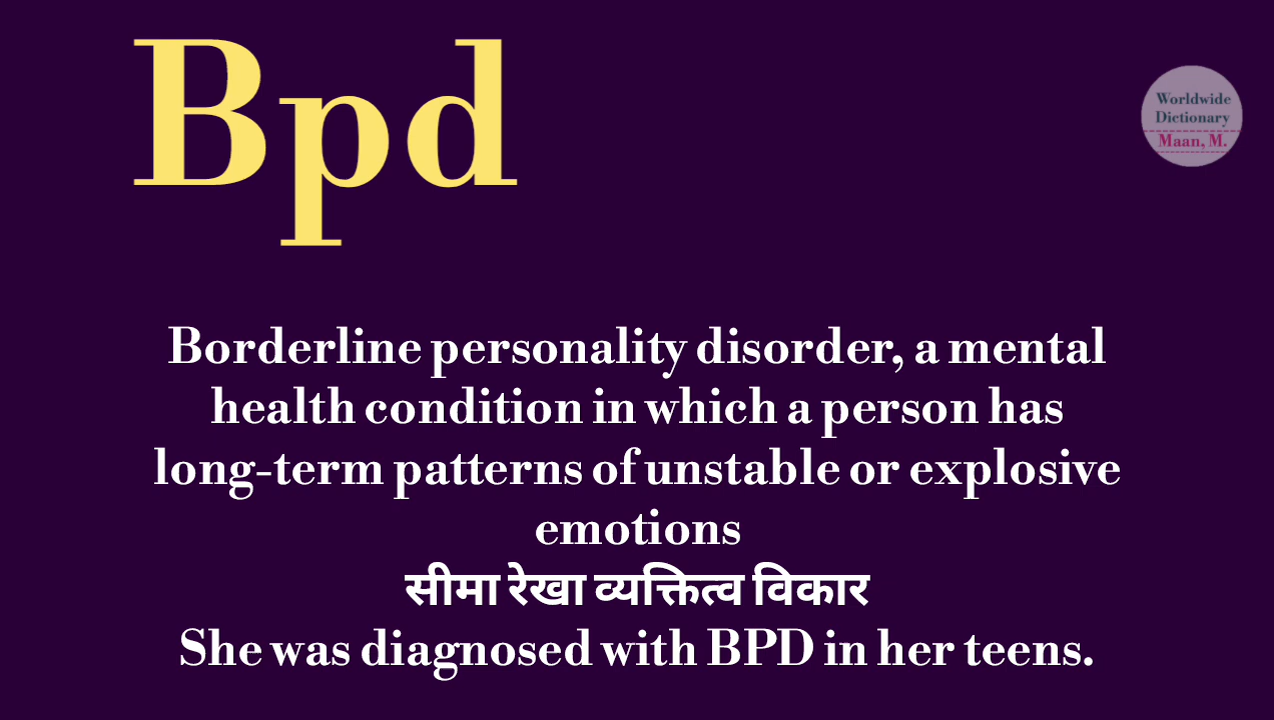 Bpd
Worldwide
Dictionary
Maan, M.
Borderline personality disorder, a mental
health condition in which a person has
long-term patterns of unstable or explosive
emotions
सीमा रेखा व्यक्तित्व विकार
She was diagnosed with BPD in her teens.